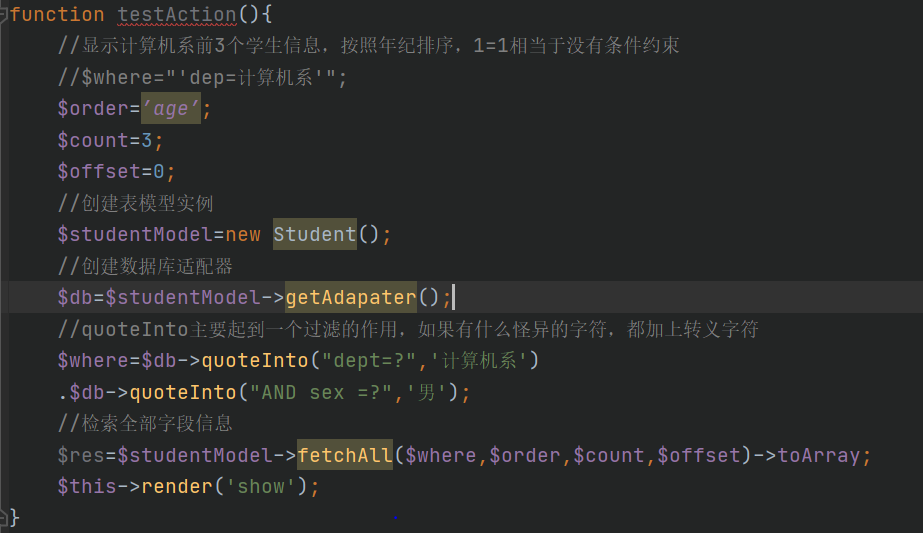 function testAction(){
//显示计算机系前3个学生信息，按照年纪排序，1=1相当于没有条件约束
//$where="'dep=计算机系'";
$order=’age’;
$count=3;
$offset=0;
//创建表模型实例
$studentModel=new Student();
//创建数据库适配器
$db=$studentModel->getAdapater();
//quoteInto主要起到一个过滤的作用，如果有什么怪异的字符，都加上转义字符
$where=$db->quoteInto("dept=?",'计算机系')
.$db->quoteInto("AND sex =?",'男');
//检索全部字段信息
$res=$studentModel->fetchAll($where,$order,$count,$offset)->toArray;
$this->render('show');
}